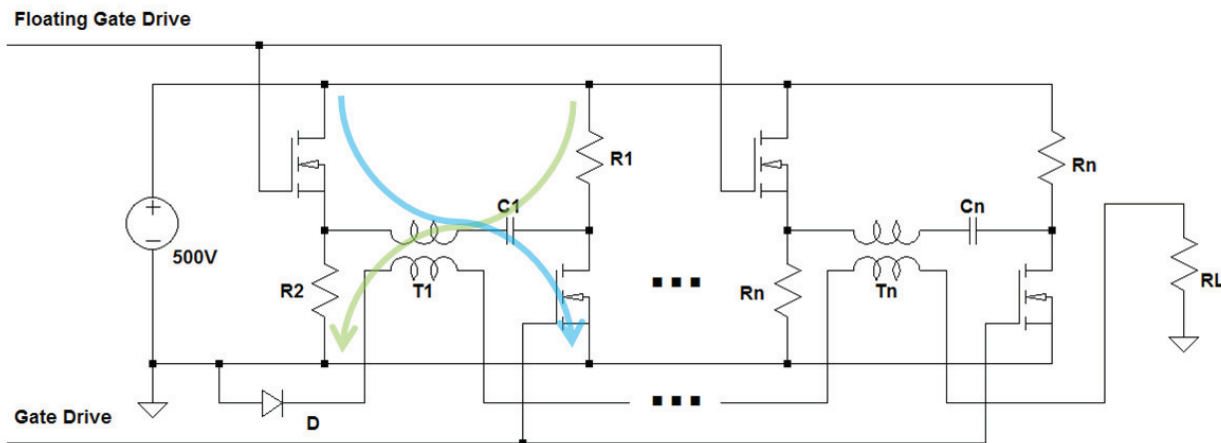 Floating Gate Drive
R1
Rn
C1
Cn
+
-
500V
R2
T1
Rn
Tn
RL
D
Gate Drive